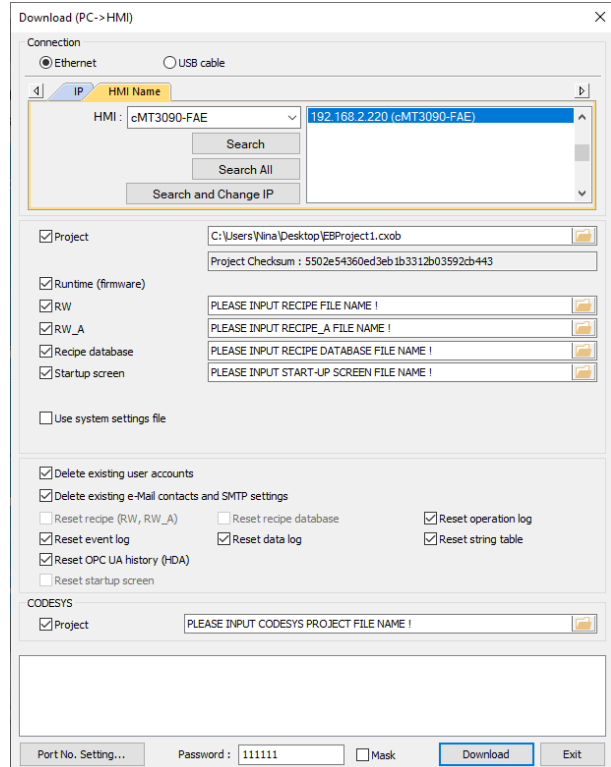 Download (PC->HMI)
Connection
Ethernet USB cable
IP HMI Name
HMI : cMT3090-FAE 192.168.2.220 (cMT3090-FAE)
Search
Search All
Search and Change IP
Project C:\Users\Nina\Desktop\EBProject1.cxob
Project Checksum : 5502e54360ed3eb1b3312b03592cb443
Runtime (firmware)
RW PLEASE INPUT RECIPE FILE NAME !
RW_A PLEASE INPUT RECIPE_A FILE NAME !
Recipe database PLEASE INPUT RECIPE DATABASE FILE NAME !
Startup screen PLEASE INPUT START-UP SCREEN FILE NAME !
Use system settings file
Delete existing user accounts
Delete existing e-Mail contacts and SMTP settings
Reset recipe (RW, RW_A) Reset recipe database Reset operation log
Reset event log Reset data log Reset string table
Reset OPC UA history (HDA)
Reset startup screen
CODESYS
Project PLEASE INPUT CODESYS PROJECT FILE NAME !
Port No. Setting... Password : 111111 Mask Download Exit